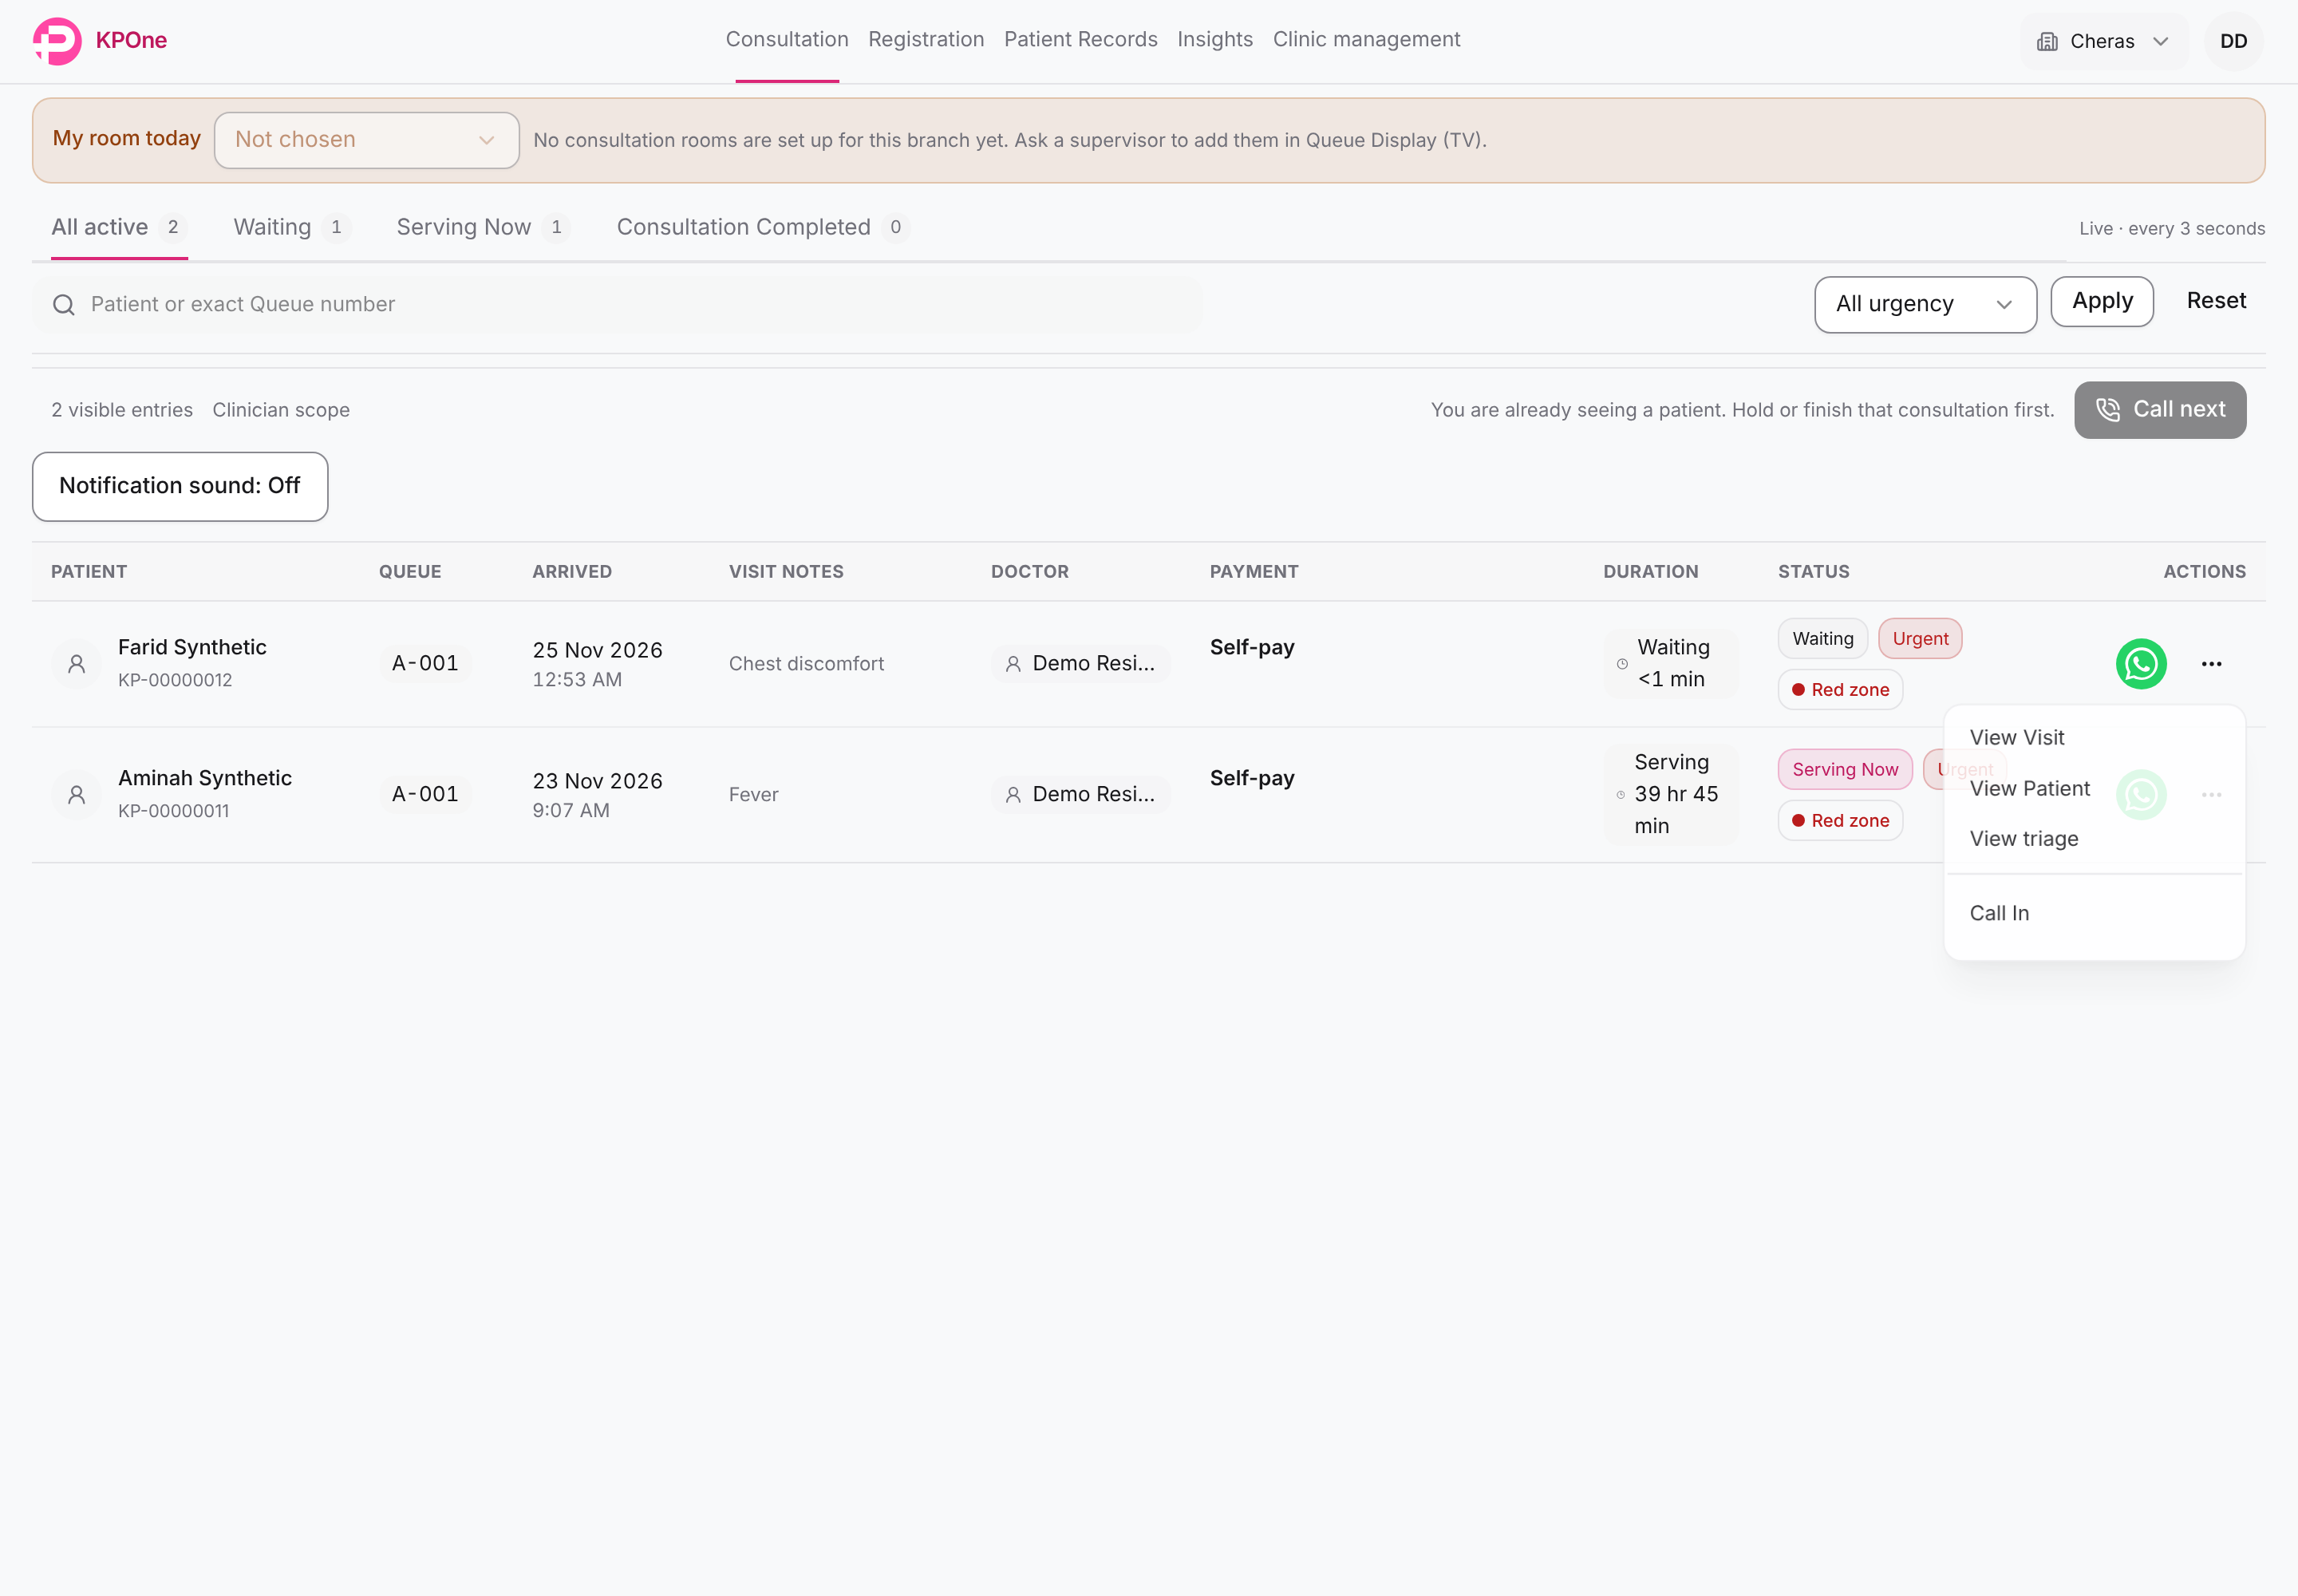 KPOne
Consultation Registration Patient Records Insights Clinic management
Cheras
DD
My room today
Not chosen
No consultation rooms are set up for this branch yet. Ask a supervisor to add them in Queue Display (TV).
All active 2
Waiting 1
Serving Now 1
Consultation Completed 0
Live · every 3 seconds
Patient or exact Queue number
All urgency
Apply
Reset
2 visible entries Clinician scope
You are already seeing a patient. Hold or finish that consultation first.
Call next
Notification sound: Off
PATIENT QUEUE ARRIVED VISIT NOTES DOCTOR PAYMENT DURATION STATUS ACTIONS
Farid Synthetic
KP-00000012
A-001
25 Nov 2026
12:53 AM
Chest discomfort
Demo Resi...
Self-pay
Waiting
<1 min
Waiting
Urgent
Red zone
Aminah Synthetic
KP-00000011
A-001
23 Nov 2026
9:07 AM
Fever
Demo Resi...
Self-pay
Serving
39 hr 45
min
Serving Now
Urgent
Red zone
View Visit
View Patient
View triage
Call In